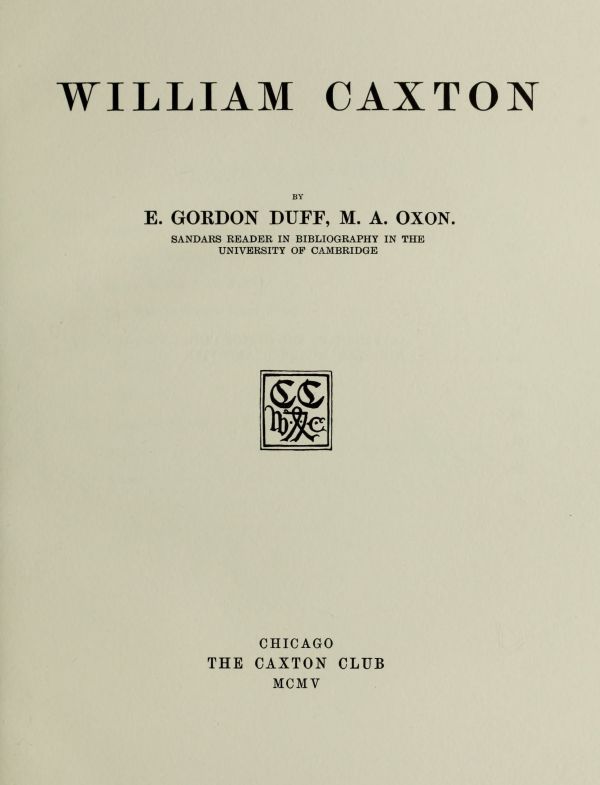 WILLIAM CAXTON
BY
E. GORDON DUFF, M. A. OXON.
SANDARS READER IN BIBLIOGRAPHY IN THE
UNIVERSITY OF CAMBRIDGE
CC
W C
CHICAGO
THE CAXTON CLUB
MCMV